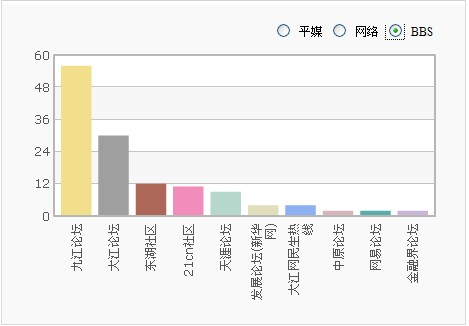 平媒 网络 BBS
60
48
36
24
12
0
九江论坛
大江论坛
东湖社区
21cn社区
天涯论坛
发展论坛(新华
网)
大江网民生热
线
中原论坛
网易论坛
金融界论坛